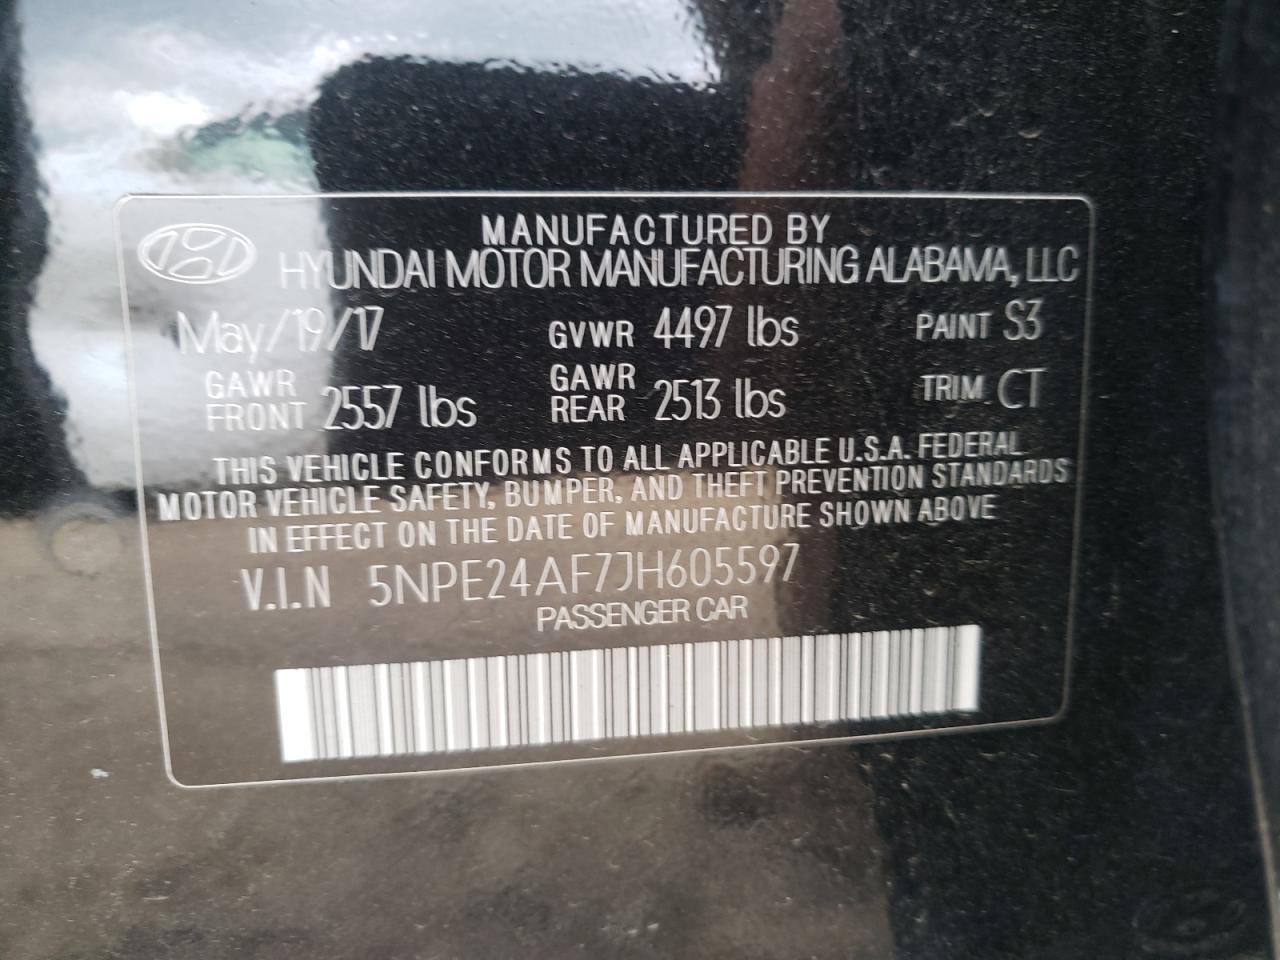 MANUFACTURED BY
HYUNDAI MOTOR MANUFACTURING ALABAMA, LLC
May/19/17 GVWR 4497 lbs PAINT S3
GAWR FRONT 2557 lbs GAWR REAR 2513 lbs TRIM CT
THIS VEHICLE CONFORMS TO ALL APPLICABLE U.S.A. FEDERAL
MOTOR VEHICLE SAFETY, BUMPER, AND THEFT PREVENTION STANDARDS
IN EFFECT ON THE DATE OF MANUFACTURE SHOWN ABOVE
V.I.N 5NPE24AF7JH605597
PASSENGER CAR